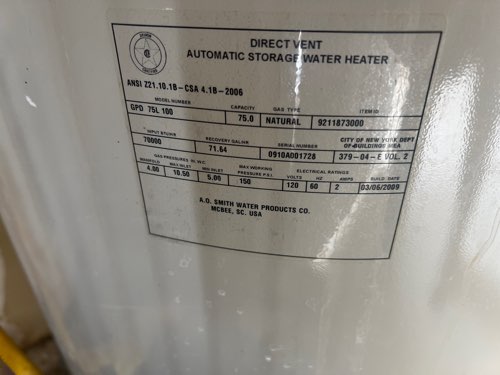 DIRECT VENT
AUTOMATIC STORAGE WATER HEATER
ANSI Z21.10.1B-CSA 4.1B-2006
MODEL NUMBER CAPACITY GAS TYPE ITEM ID
GPD 75L 100 75.0 NATURAL 9211873000
INPUT BTU/HR RECOVERY GAL/HR SERIAL NUMBER CITY OF NEW YORK DEPT
OF BUILDINGS MEA
70000 71.64 0910A001728 379-04-E VOL. 2
GAS PRESSURES IN. W.C. MAX WORKING ELECTRICAL RATINGS
MANIFOLD MAX INLET MIN INLET PRESSURE P.S.I. VOLTS HZ AMPS BUILD DATE
4.00 10.50 5.00 150 120 60 2 03/06/2009
A.O. SMITH WATER PRODUCTS CO.
MCBEE, SC. USA